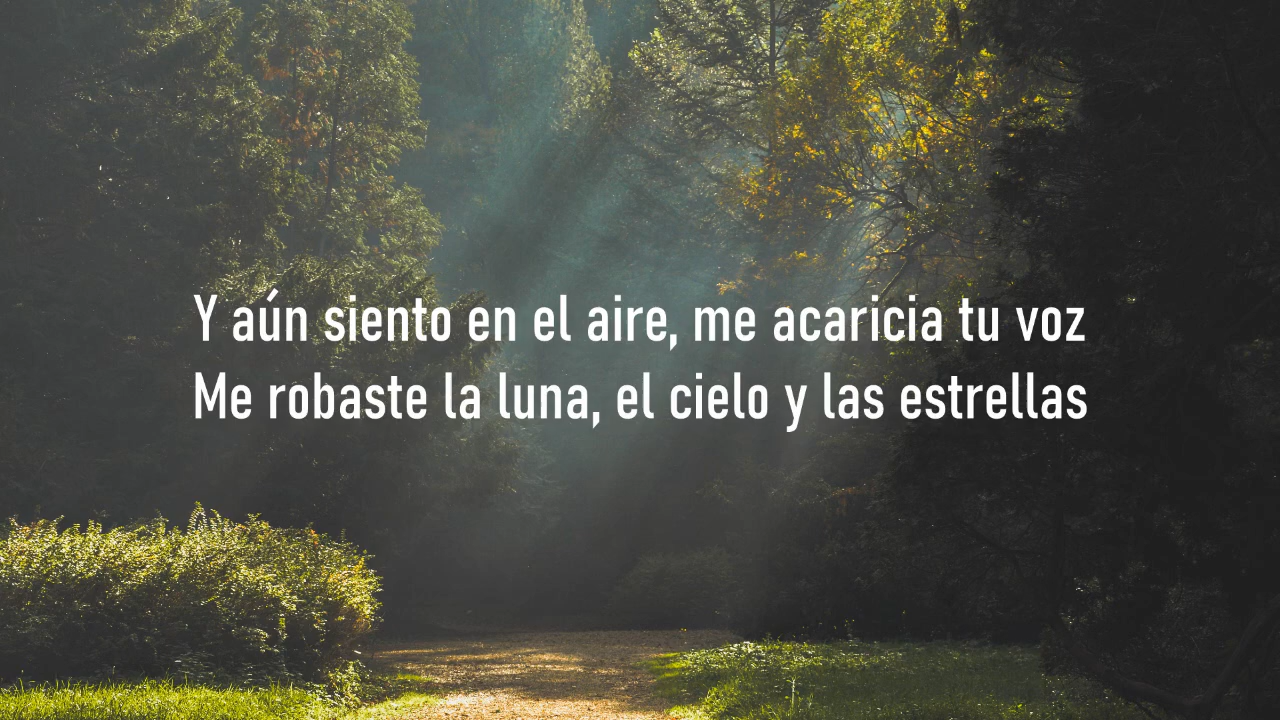 Y aún siento en el aire, me acaricia tu voz
Me robaste la luna, el cielo y las estrellas